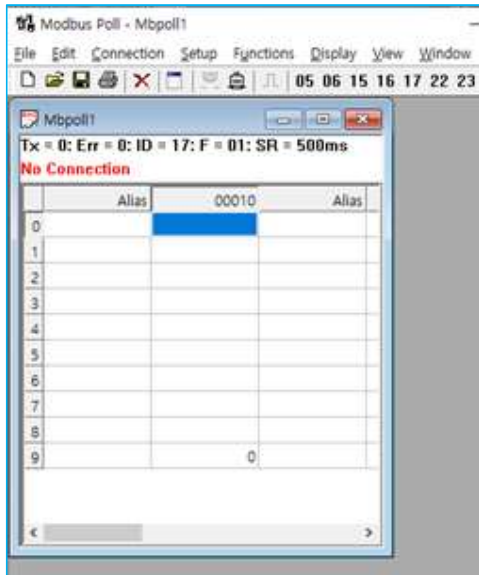 Modbus Poll - Mbpoll1
File Edit Connection Setup Functions Display View Window
05 06 15 16 17 22 23
Mbpoll1
Tx = 0: Err = 0: ID = 17: F = 01: SR = 500ms
No Connection
Alias 00010 Alias
0
1
2
3
4
5
6
7
8
9 0